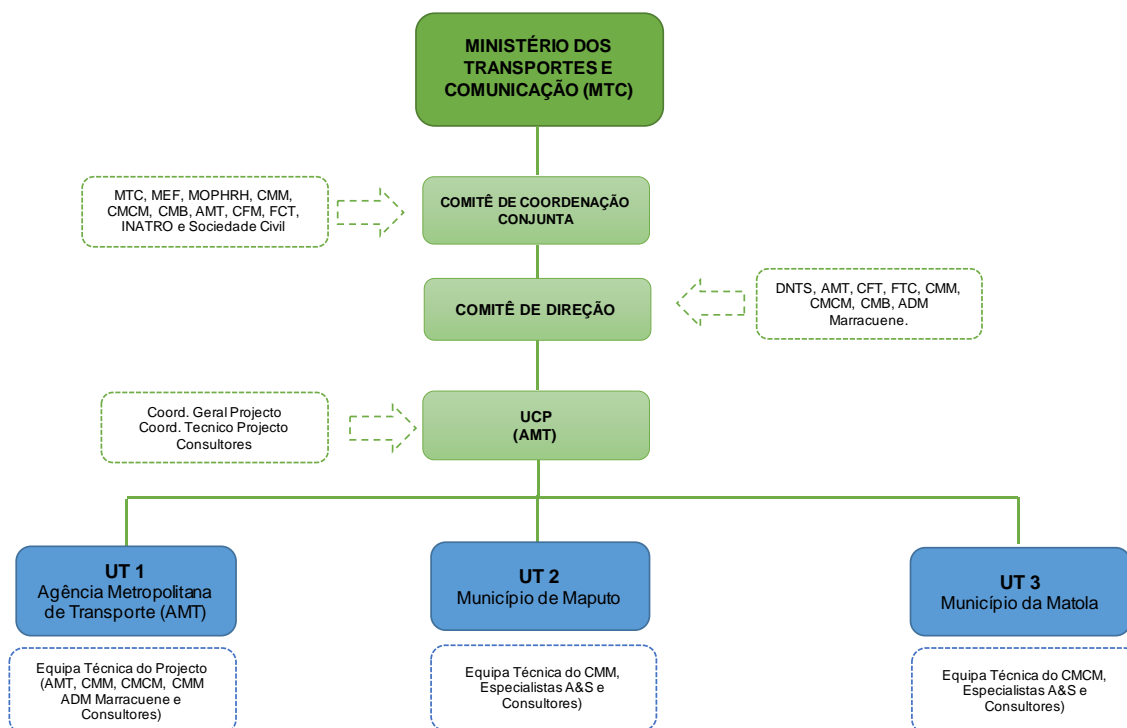 MINISTÉRIO DOS
TRANSPORTES E
COMUNICAÇÃO (MTC)
MTC, MEF, MOPHRH, CMM,
CMCM, CMB, AMT, CFM, FCT,
INATRO e Sociedade Civil
COMITÊ DE COORDENAÇÃO
CONJUNTA
COMITÊ DE DIREÇÃO
DNTS, AMT, CFT, FTC, CMM,
CMCM, CMB, ADM
Marracuene.
Coord. Geral Projecto
Coord. Tecnico Projecto
Consultores
UCP
(AMT)
UT 1
Agência Metropolitana
de Transporte (AMT)
UT 2
Município de Maputo
UT 3
Município da Matola
Equipa Técnica do Projecto
(AMT, CMM, CMCM, CMM
ADM Marracuene e
Consultores)
Equipa Técnica do CMM,
Especialistas A&S e
Consultores)
Equipa Técnica do CMCM,
Especialistas A&S e
Consultores)